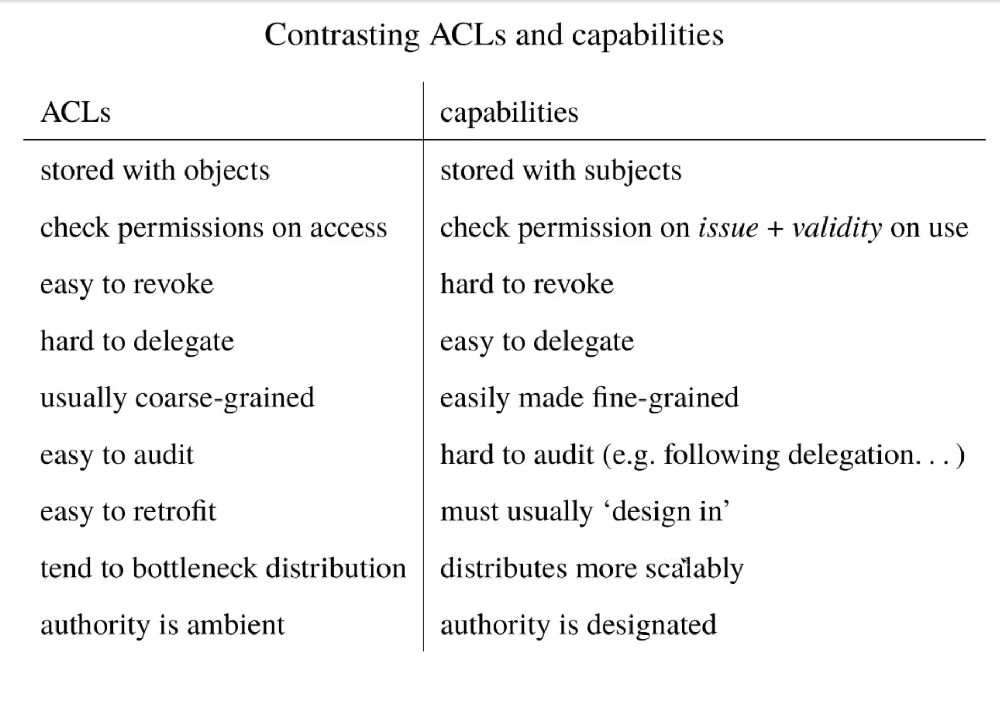 Contrasting ACLs and capabilities
ACLs capabilities
stored with objects stored with subjects
check permissions on access check permission on issue + validity on use
easy to revoke hard to revoke
hard to delegate easy to delegate
usually coarse-grained easily made fine-grained
easy to audit hard to audit (e.g. following delegation. . . )
easy to retrofit must usually ‘design in’
tend to bottleneck distribution distributes more scalably
authority is ambient authority is designated